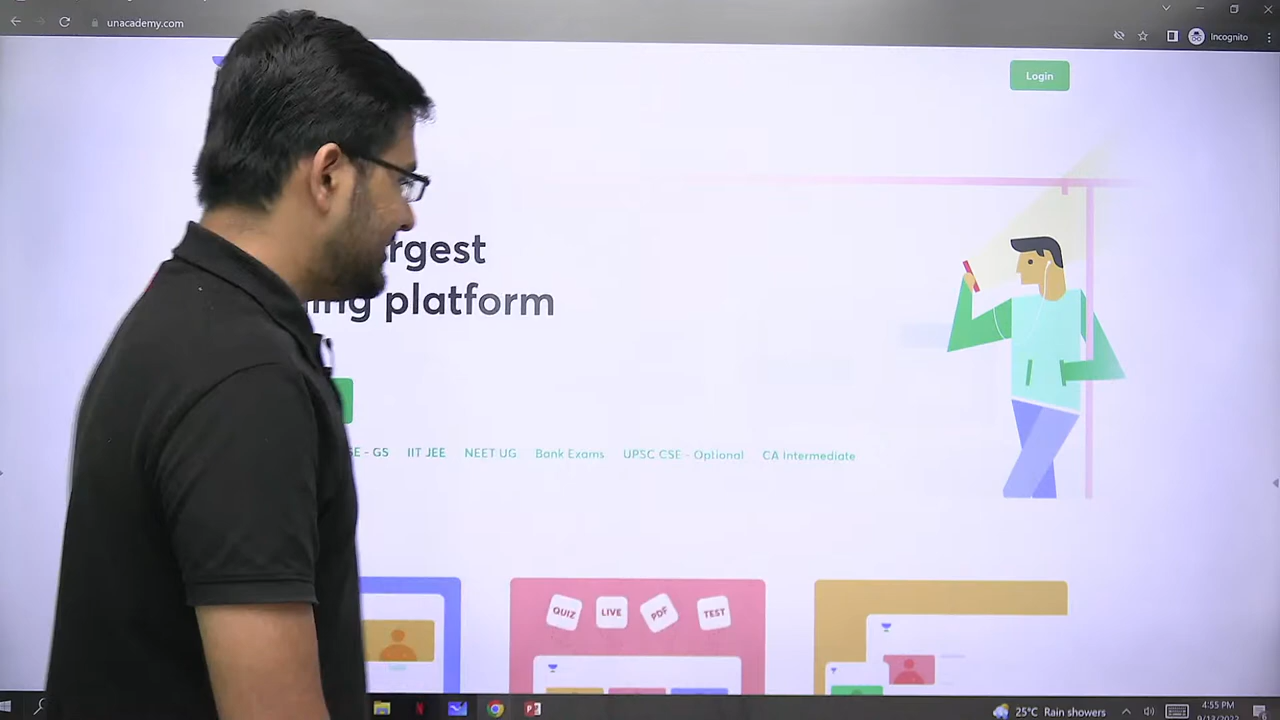 unacademy.com
Incognito
Login
rgest
platform
GS IIT JEE NEET UG Bank Exams UPSC CSE - Optional CA Intermediate
QUIZ LIVE PDF TEST
25°C Rain showers
4:55 PM